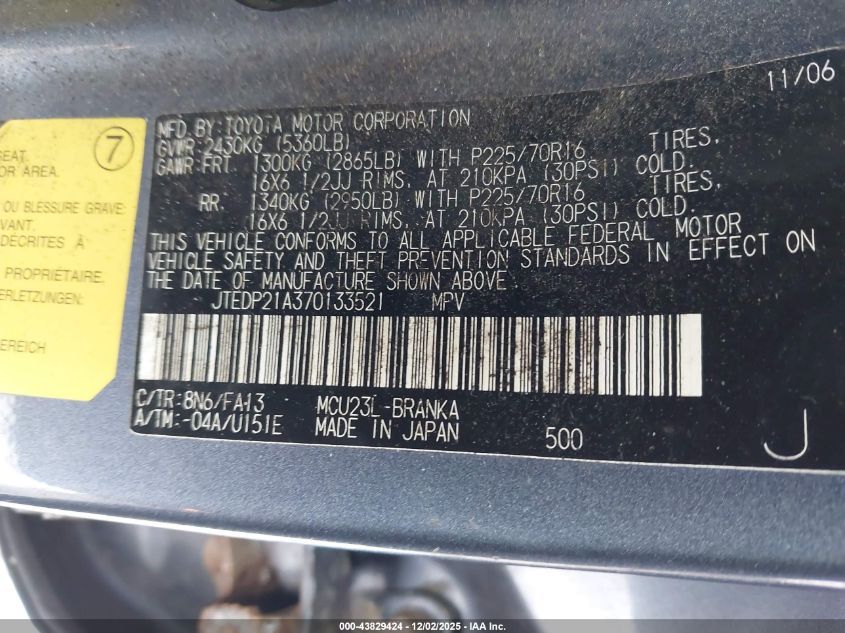 11/06
MFD. BY: TOYOTA MOTOR CORPORATION
GVWR: 2430KG (5360LB)
GAWR-FRT. 1300KG (2865LB) WITH P225/70R16 TIRES,
16X6 1/2JJ RIMS, AT 210KPA (30PSI) COLD.
RR. 1340KG (2950LB) WITH P225/70R16 TIRES,
16X6 1/2JJ RIMS, AT 210KPA (30PSI) COLD.
THIS VEHICLE CONFORMS TO ALL APPLICABLE FEDERAL MOTOR
VEHICLE SAFETY AND THEFT PREVENTION STANDARDS IN EFFECT ON
THE DATE OF MANUFACTURE SHOWN ABOVE.
JTEDP21A370133521 MPV
C/TR: 8N6/FA13 MCU23L-BRANKA
A/TM: -04A/U151E MADE IN JAPAN 500
J
7
SEAT.
OR AREA.
OU BLESSURE GRAVE
VANT.
DÉCRITES À
PROPRIÉTAIRE.
ERLETZUNGEN:
BEREICH
000-43829424 - 12/02/2025 - © IAA Inc.